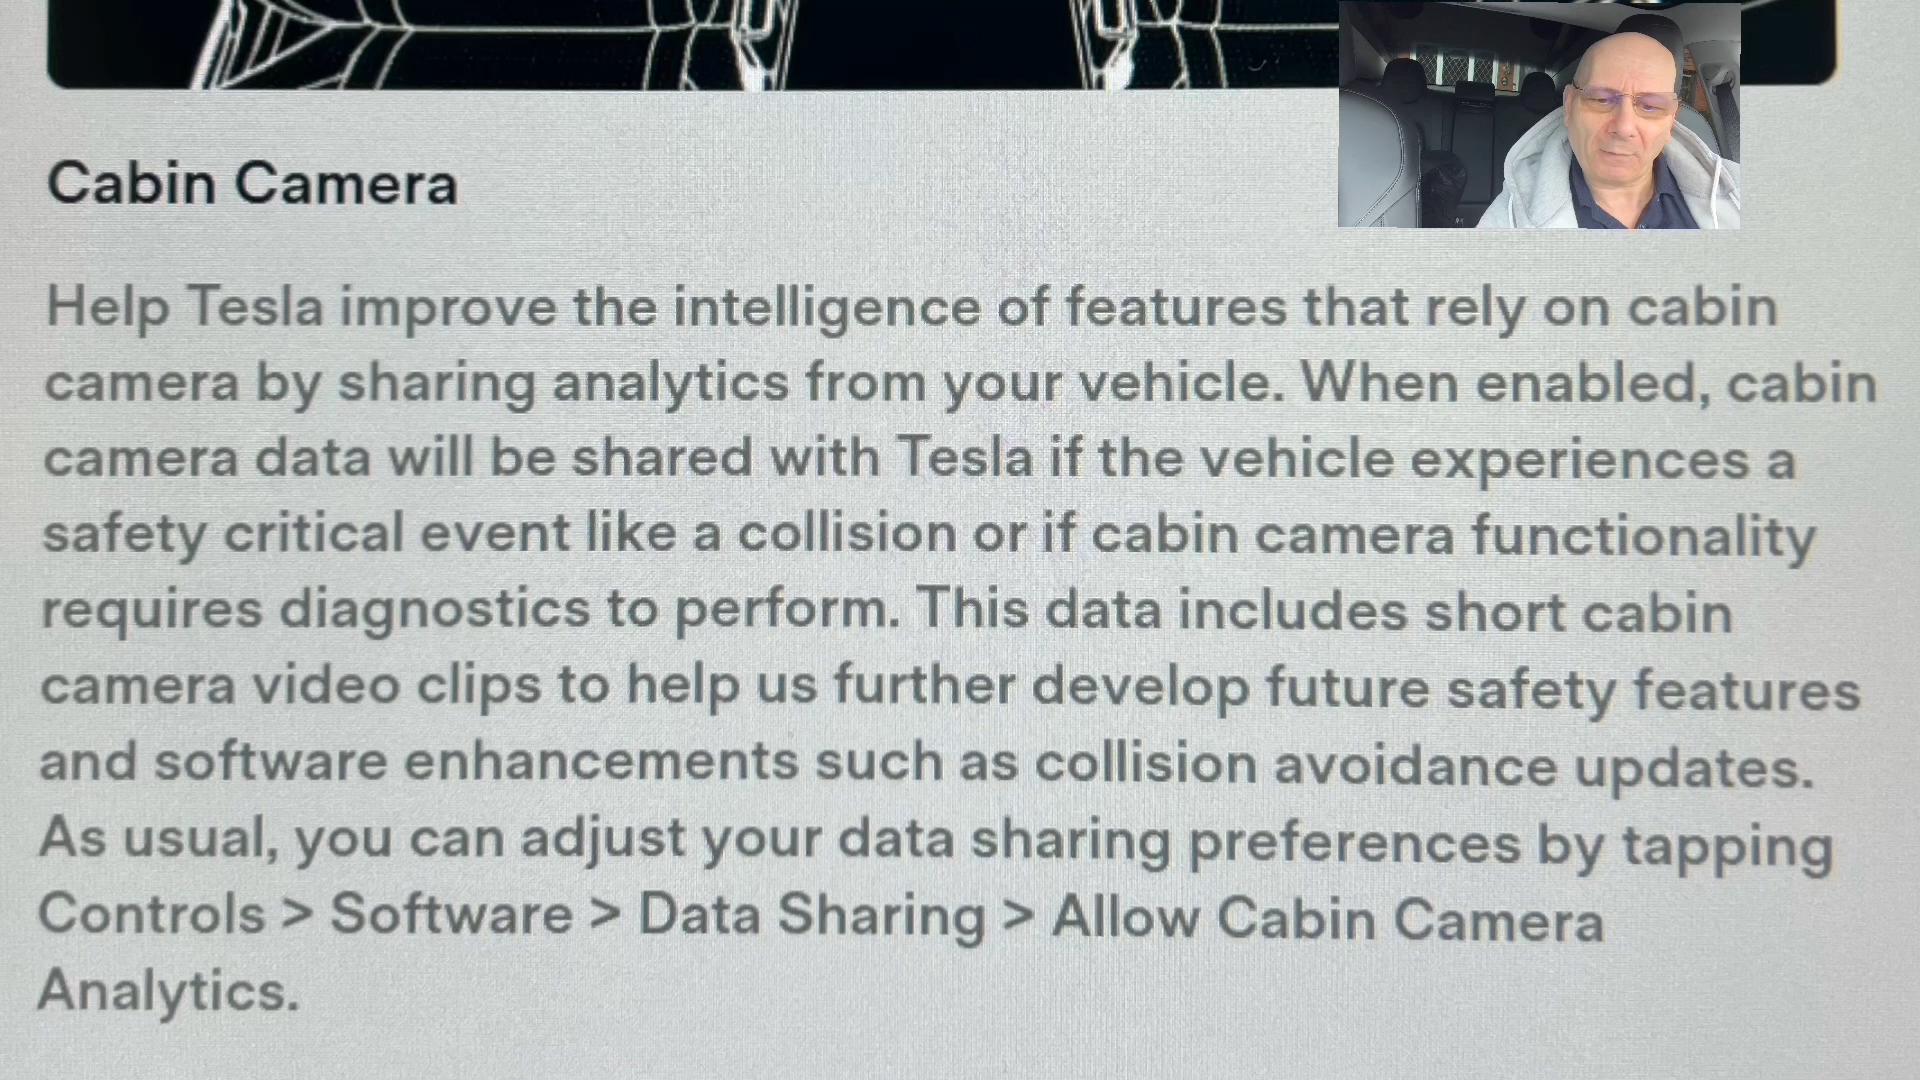 Cabin Camera
Help Tesla improve the intelligence of features that rely on cabin
camera by sharing analytics from your vehicle. When enabled, cabin
camera data will be shared with Tesla if the vehicle experiences a
safety critical event like a collision or if cabin camera functionality
requires diagnostics to perform. This data includes short cabin
camera video clips to help us further develop future safety features
and software enhancements such as collision avoidance updates.
As usual, you can adjust your data sharing preferences by tapping
Controls > Software > Data Sharing > Allow Cabin Camera
Analytics.